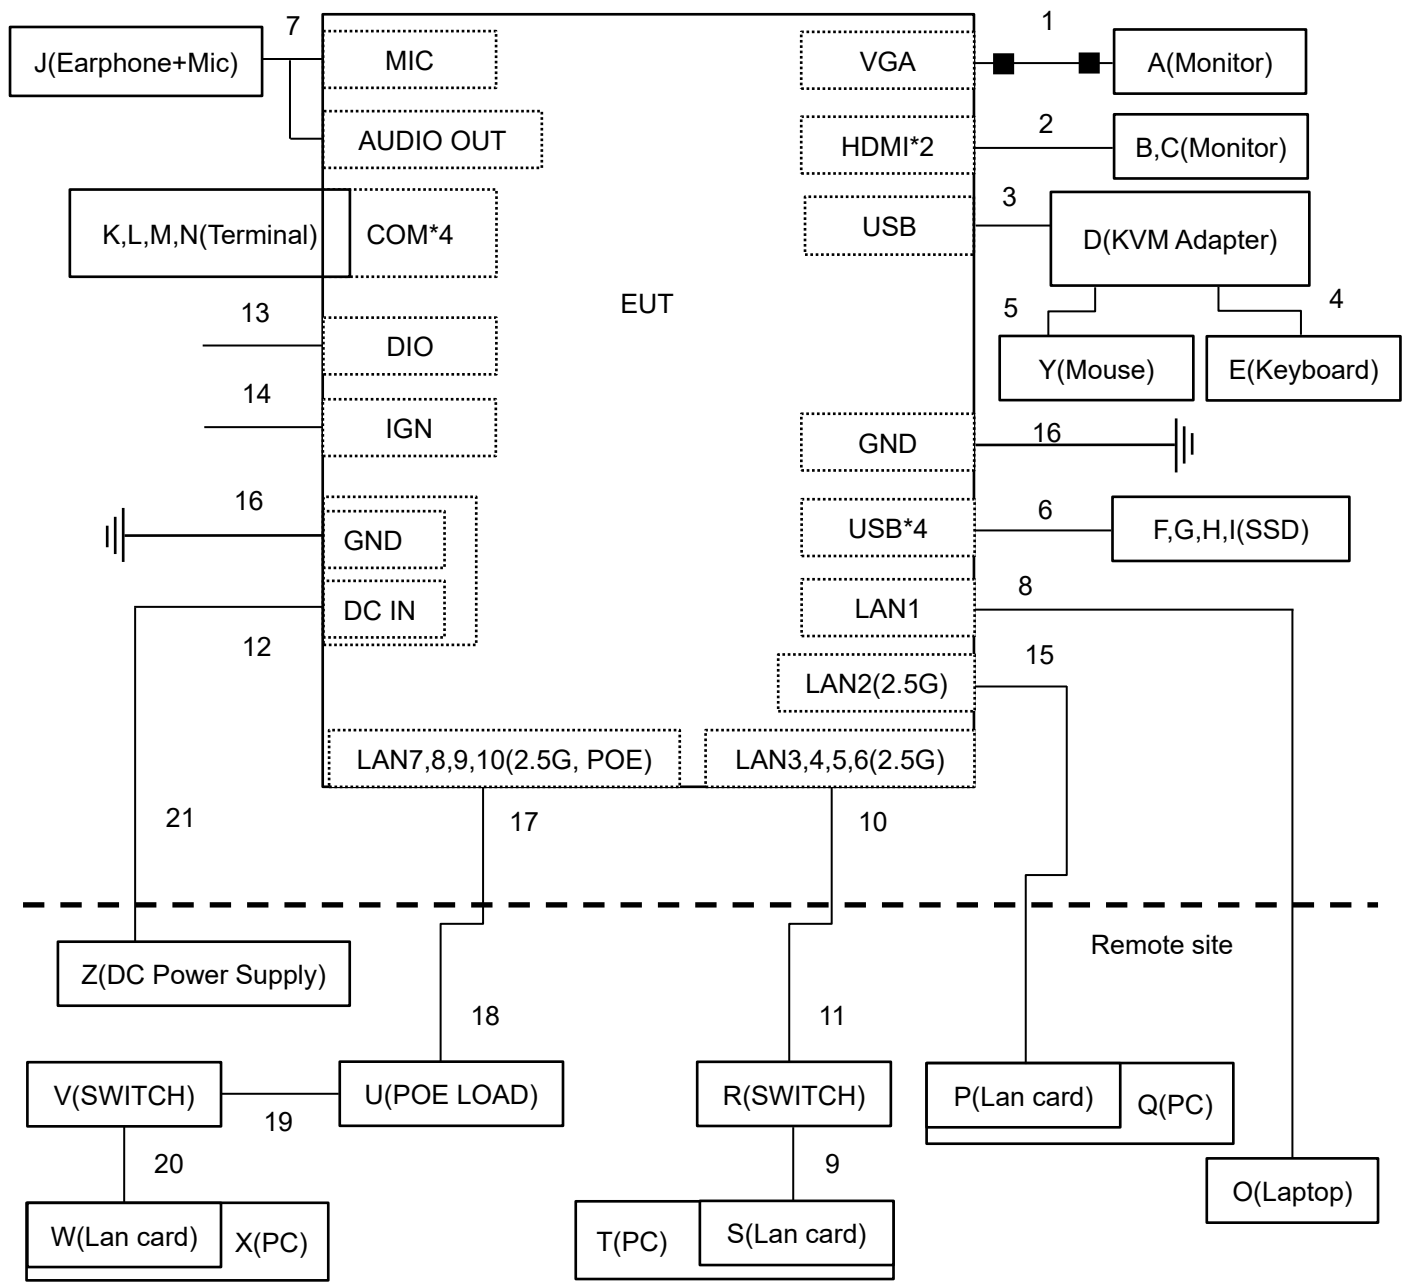 7
1
J(Earphone+Mic)
MIC
VGA
A(Monitor)
AUDIO OUT
2
HDMI*2
B,C(Monitor)
K,L,M,N(Terminal)
COM*4
3
USB
D(KVM Adapter)
EUT
13
5
4
DIO
Y(Mouse)
E(Keyboard)
14
IGN
GND
16
16
GND
USB*4
6
F,G,H,I(SSD)
DC IN
LAN1
8
12
15
LAN2(2.5G)
LAN7,8,9,10(2.5G, POE)
LAN3,4,5,6(2.5G)
21
17
10
Remote site
Z(DC Power Supply)
18
11
V(SWITCH)
U(POE LOAD)
R(SWITCH)
P(Lan card)
Q(PC)
19
20
9
O(Laptop)
W(Lan card)
X(PC)
T(PC)
S(Lan card)